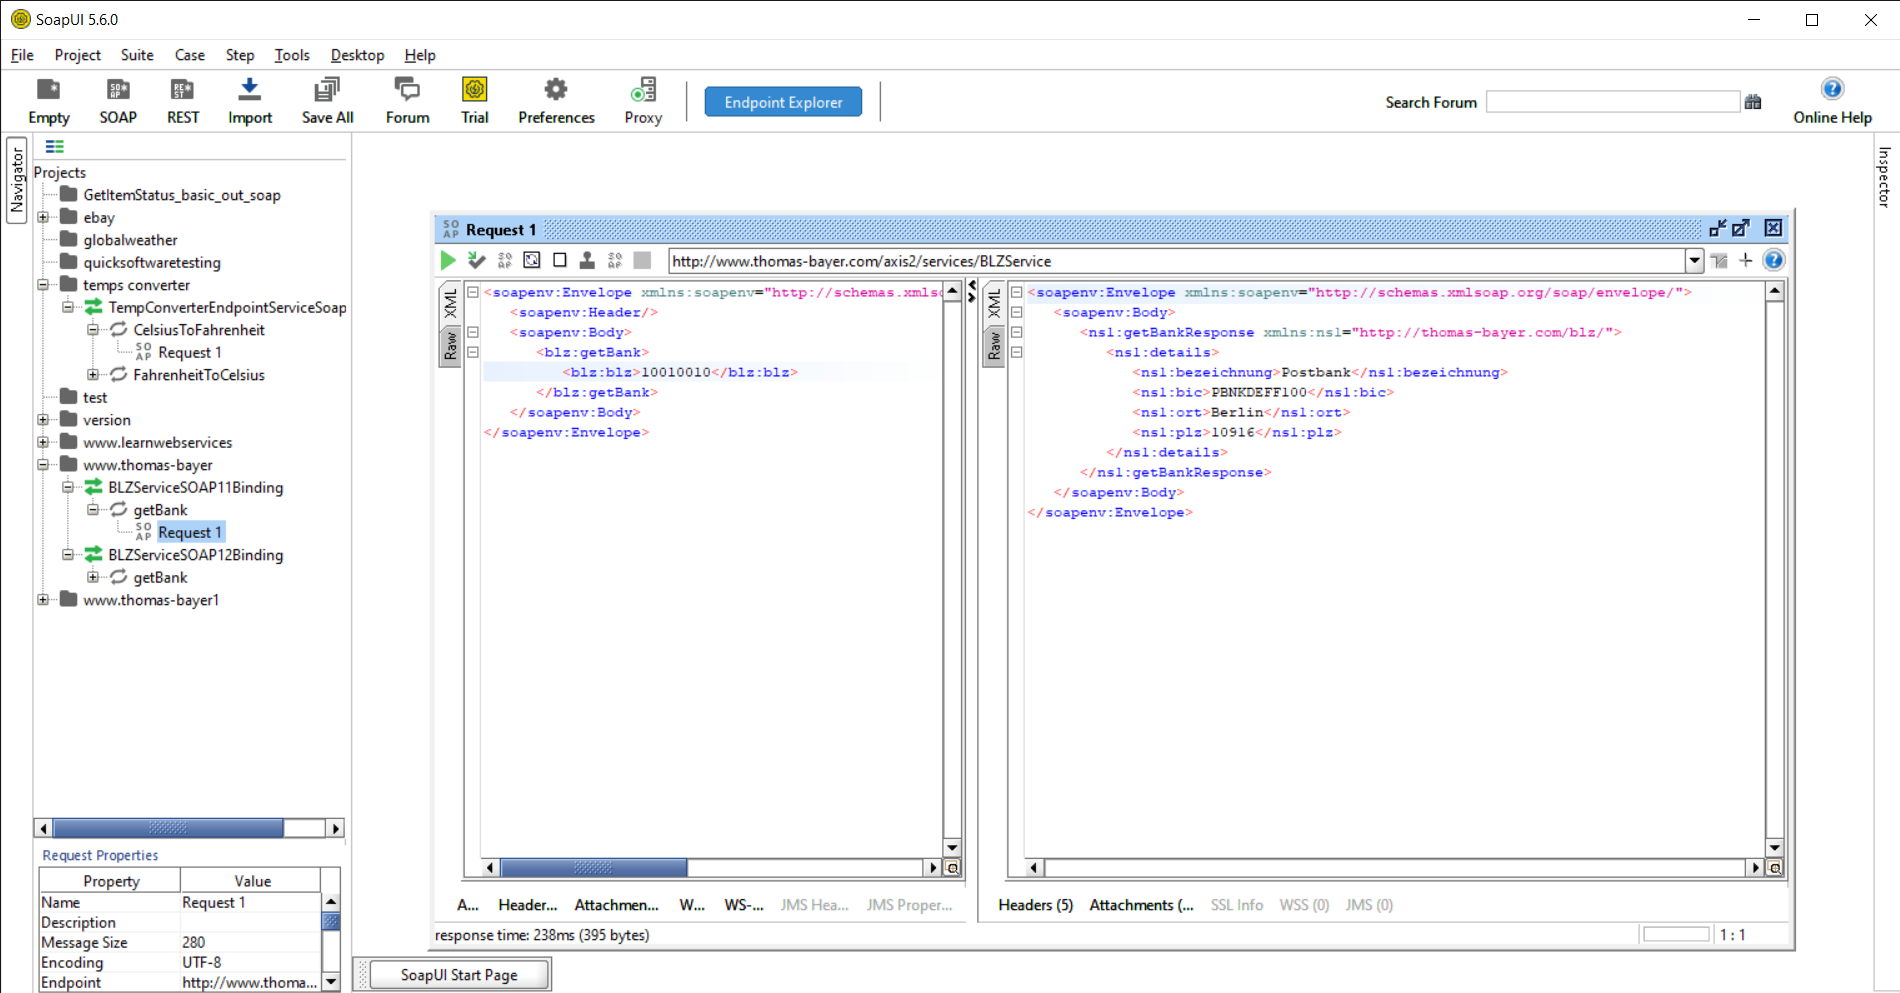 SoapUI 5.6.0
File Project Suite Case Step Tools Desktop Help
Empty SOAP REST Import Save All Forum Trial Preferences Proxy Endpoint Explorer Search Forum Online Help
Navigator
Inspector
Projects
GetItemStatus_basic_out_soap
ebay
globalweather
quicksoftwaretesting
temps converter
TempConverterEndpointServiceSoap
CelsiusToFahrenheit
SOAP Request 1
FahrenheitToCelsius
test
version
www.learnwebservices
www.thomas-bayer
BLZServiceSOAP11Binding
getBank
SOAP Request 1
BLZServiceSOAP12Binding
getBank
www.thomas-bayer1
Request Properties
Property Value
Name Request 1
Description
Message Size 280
Encoding UTF-8
Endpoint http://www.thoma...
SOAP Request 1
http://www.thomas-bayer.com/axis2/services/BLZService
XML
Raw
<soapenv:Envelope xmlns:soapenv="http://schemas.xmlso
<soapenv:Header/>
<soapenv:Body>
<blz:getBank>
<blz:blz>10010010</blz:blz>
</blz:getBank>
</soapenv:Body>
</soapenv:Envelope>
A... Header... Attachmen... W... WS-... JMS Hea... JMS Proper...
XML
Raw
<soapenv:Envelope xmlns:soapenv="http://schemas.xmlsoap.org/soap/envelope/">
<soapenv:Body>
<ns1:getBankResponse xmlns:ns1="http://thomas-bayer.com/blz/">
<ns1:details>
<ns1:bezeichnung>Postbank</ns1:bezeichnung>
<ns1:bic>PBNKDEFF100</ns1:bic>
<ns1:ort>Berlin</ns1:ort>
<ns1:plz>10916</ns1:plz>
</ns1:details>
</ns1:getBankResponse>
</soapenv:Body>
</soapenv:Envelope>
Headers (5) Attachments (... SSL Info WSS (0) JMS (0)
response time: 238ms (395 bytes)
1 : 1
SoapUI Start Page